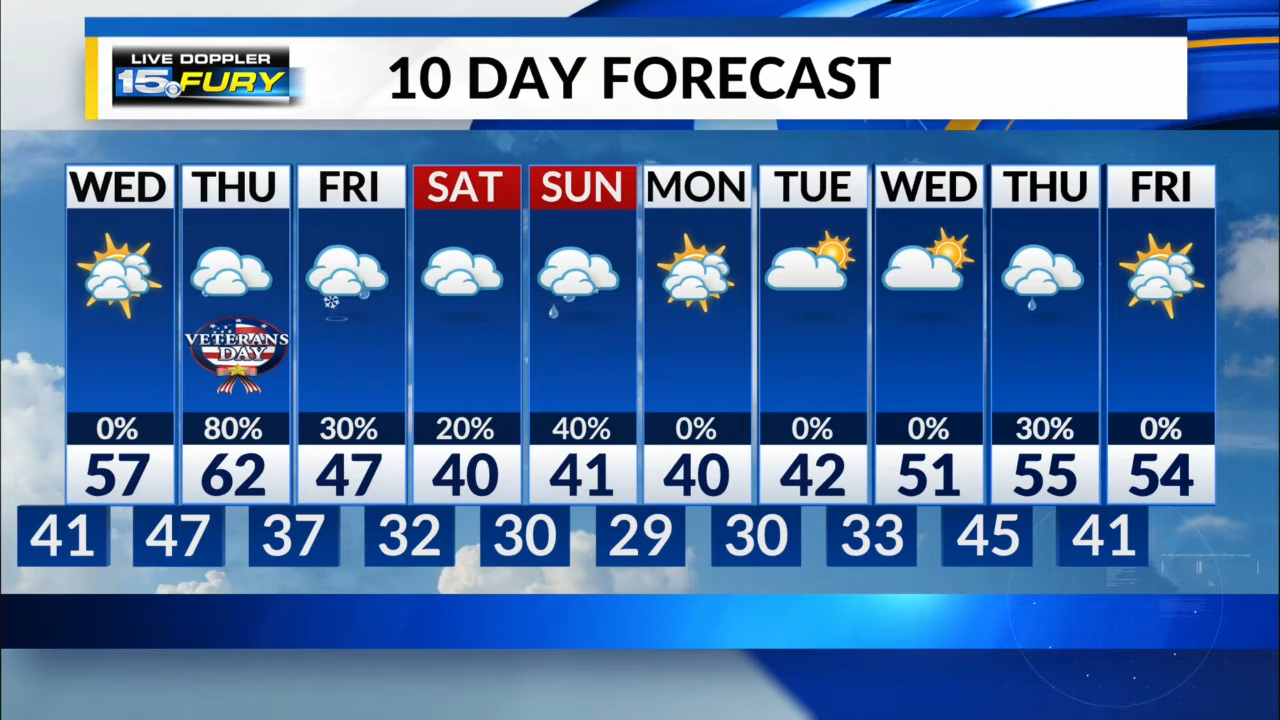 LIVE DOPPLER
15 FURY
10 DAY FORECAST
WED THU FRI SAT SUN MON TUE WED THU FRI
VETERANS
DAY
0% 80% 30% 20% 40% 0% 0% 0% 30% 0%
57 62 47 40 41 40 42 51 55 54
41 47 37 32 30 29 30 33 45 41